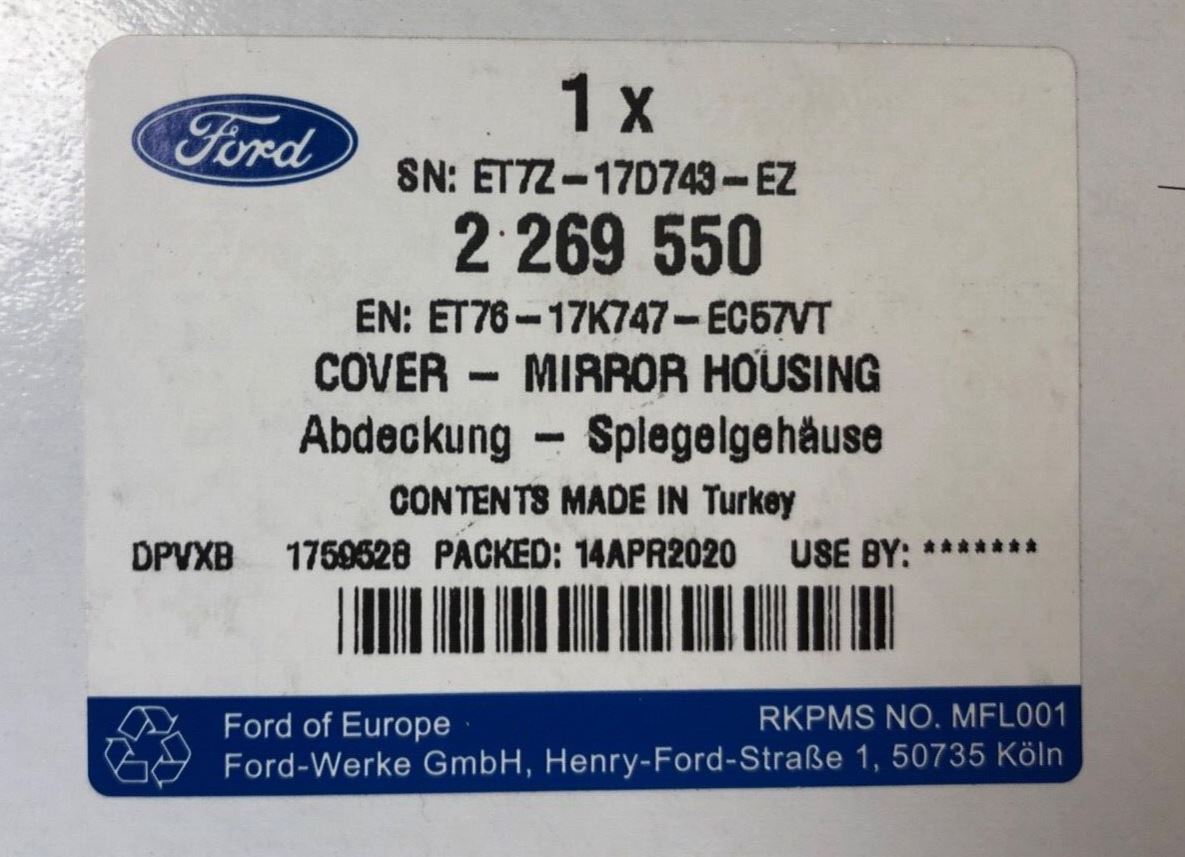 Ford
1 x
SN: ET7Z-17D743-EZ
2 269 550
EN: ET76-17K747-EC57VT
COVER - MIRROR HOUSING
Abdeckung - Spiegelgehäuse
CONTENTS MADE IN Turkey
DPVXB 1759528 PACKED: 14APR2020 USE BY: *******
Ford of Europe RKPMS NO. MFL001
Ford-Werke GmbH, Henry-Ford-Straße 1, 50735 Köln